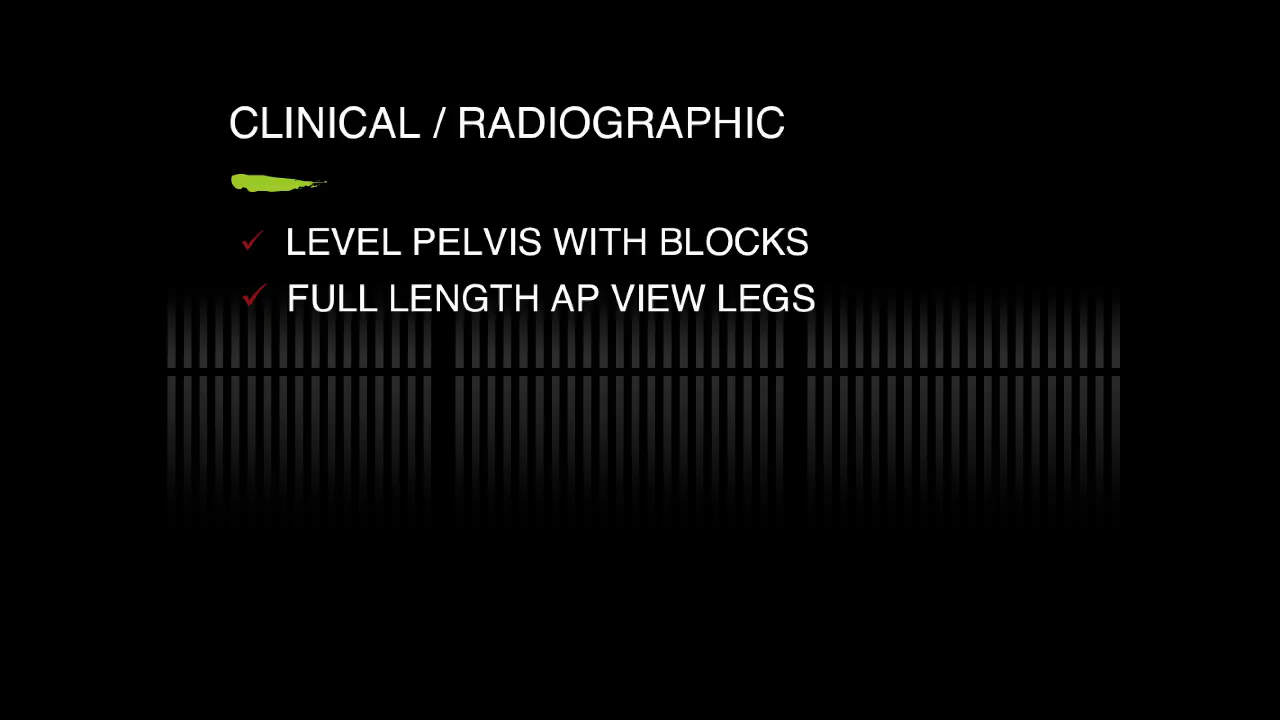 CLINICAL / RADIOGRAPHIC
LEVEL PELVIS WITH BLOCKS
FULL LENGTH AP VIEW LEGS